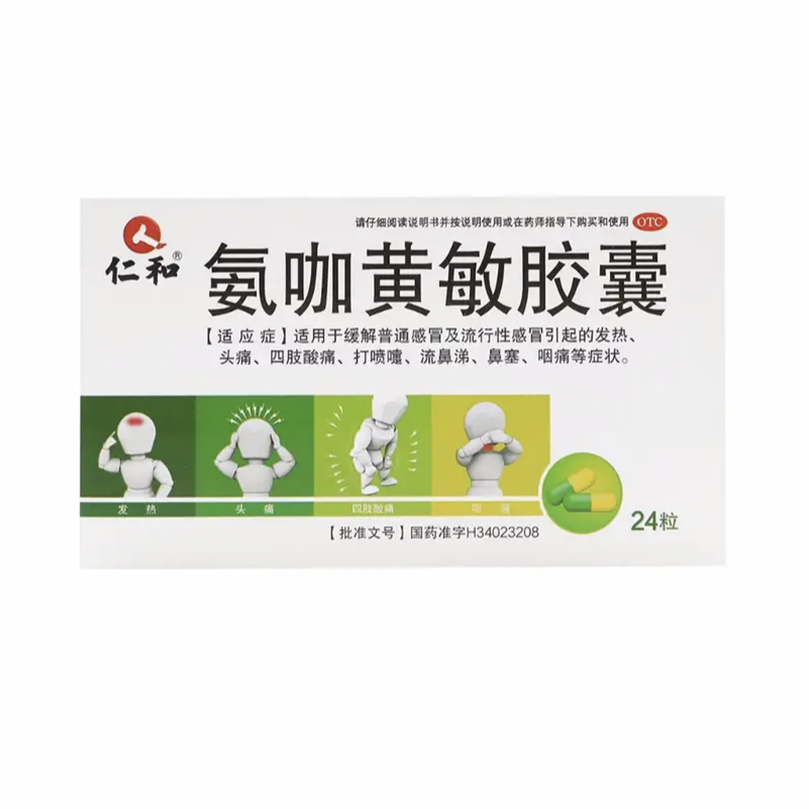 请仔细阅读说明书并按说明使用或在药师指导下购买和使用 OTC
仁和®
氨咖黄敏胶囊
【适应症】适用于缓解普通感冒及流行性感冒引起的发热、
头痛、四肢酸痛、打喷嚏、流鼻涕、鼻塞、咽痛等症状。
发热 头痛 四肢酸痛 咽痛
24粒
【批准文号】国药准字H34023208